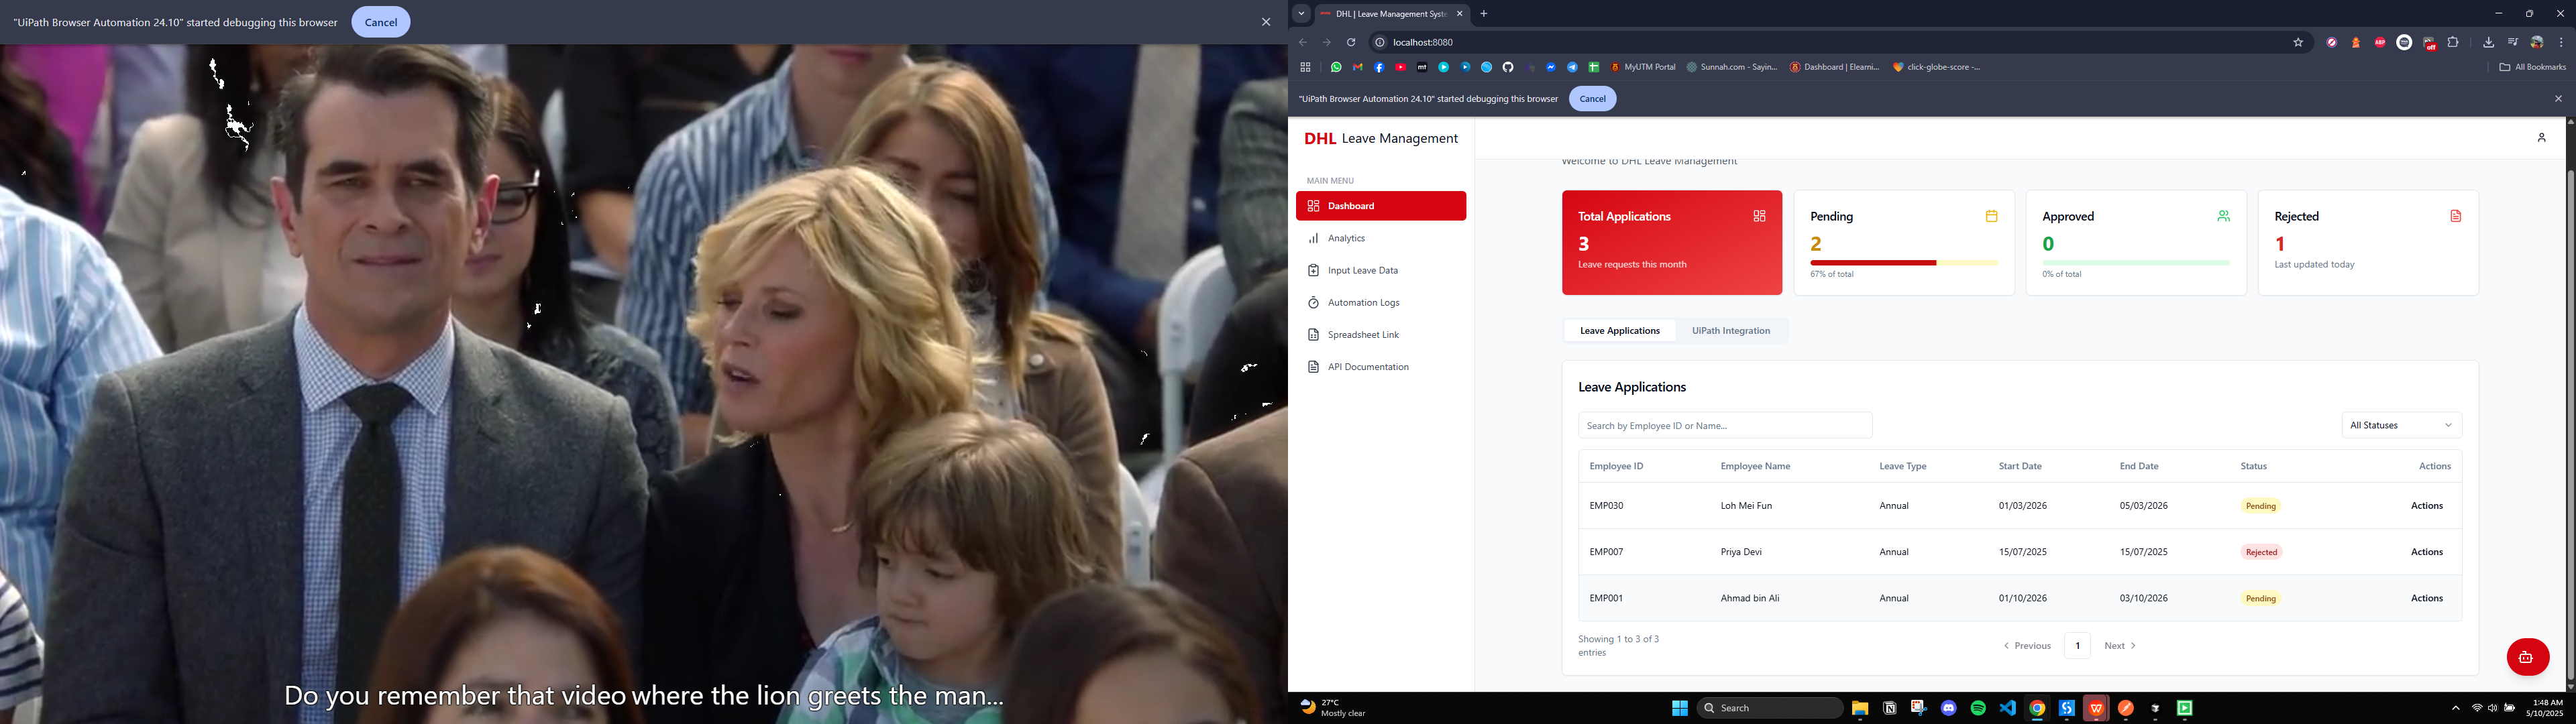 "UiPath Browser Automation 24.10" started debugging this browser
Cancel
Do you remember that video where the lion greets the man...
DHL | Leave Management Syste
localhost:8080
MyUTM Portal
Sunnah.com - Sayin...
Dashboard | Elearni...
click-globe-score -...
All Bookmarks
"UiPath Browser Automation 24.10" started debugging this browser
Cancel
DHL Leave Management
MAIN MENU
Dashboard
Analytics
Input Leave Data
Automation Logs
Spreadsheet Link
API Documentation
Welcome to DHL Leave Management
Total Applications
3
Leave requests this month
Pending
2
67% of total
Approved
0
0% of total
Rejected
1
Last updated today
Leave Applications
UiPath Integration
Leave Applications
Search by Employee ID or Name...
All Statuses
Employee ID Employee Name Leave Type Start Date End Date Status Actions
EMP030 Loh Mei Fun Annual 01/03/2026 05/03/2026 Pending Actions
EMP007 Priya Devi Annual 15/07/2025 15/07/2025 Rejected Actions
EMP001 Ahmad bin Ali Annual 01/10/2026 03/10/2026 Pending Actions
Showing 1 to 3 of 3
entries
Previous 1 Next
27°C
Mostly clear
Search
1:48 AM
5/10/2025